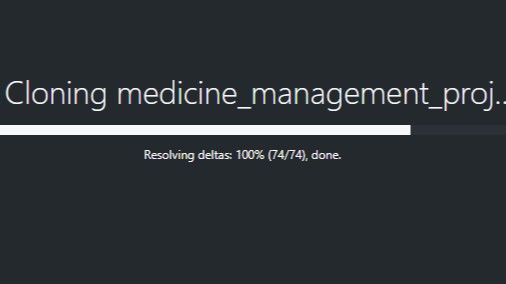 Cloning medicine_management_proj...
Resolving deltas: 100% (74/74), done.